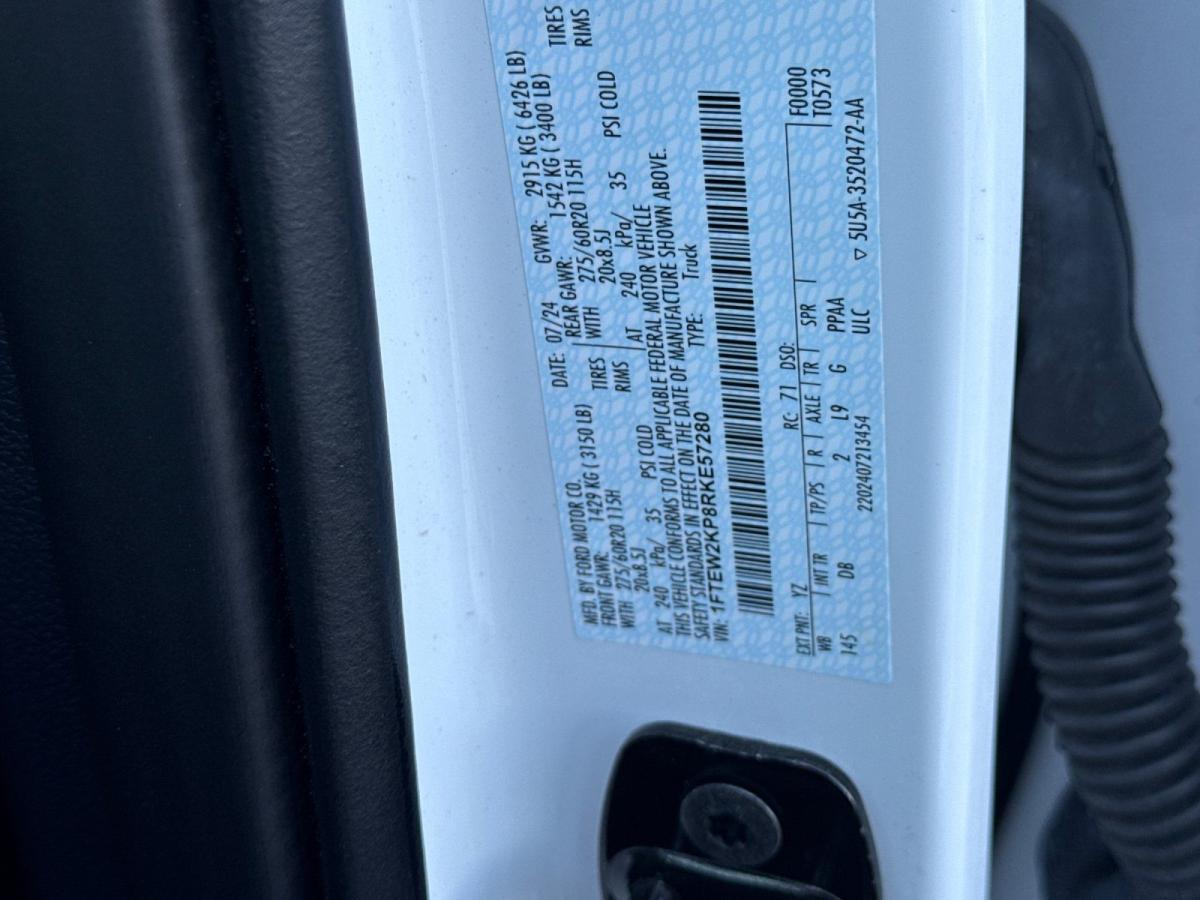 MFD. BY FORD MOTOR CO.
DATE: 07/24
GVWR: 2915 KG ( 6426 LB)
FRONT GAWR: 1429 KG ( 3150 LB)
REAR GAWR: 1542 KG ( 3400 LB)
WITH 275/60R20 115H TIRES
WITH 275/60R20 115H TIRES
20x8.5J RIMS
20x8.5J RIMS
AT 240 kPa/ 35 PSI COLD
AT 240 kPa/ 35 PSI COLD
THIS VEHICLE CONFORMS TO ALL APPLICABLE FEDERAL MOTOR VEHICLE
SAFETY STANDARDS IN EFFECT ON THE DATE OF MANUFACTURE SHOWN ABOVE.
VIN: 1FTEW2KP8RKE57280
TYPE: Truck
EXT PNT: YZ RC: 71 DSO: F0000
WB INT TR TP/PS R AXLE TR SPR T0573
145 DB 2 L9 G PPAA
2202407213454 ULC ▽ 5U5A-3520472-AA